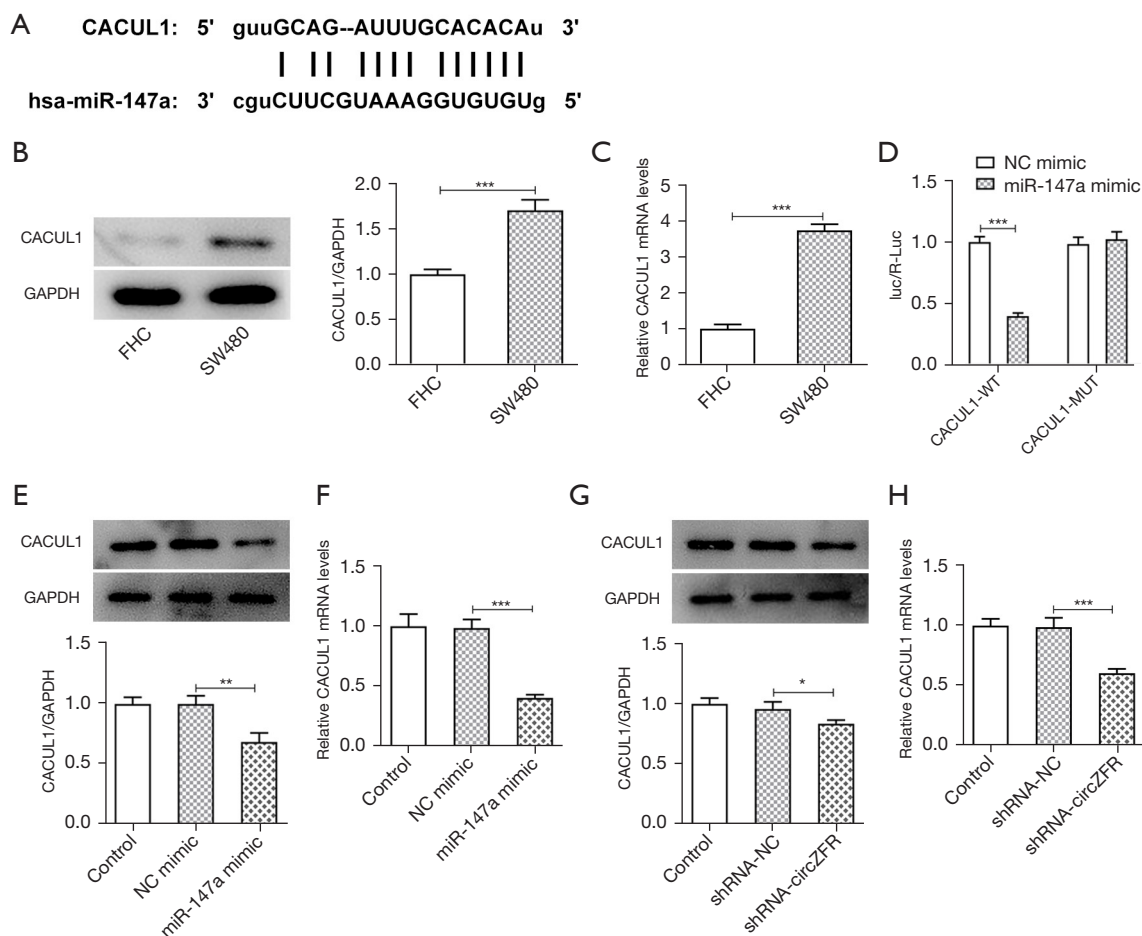 A
CACUL1: 5' guuGCAG--AUUUGCACACAu 3'
hsa-miR-147a: 3' cguCUUCGUAAAGGUGUGUg 5'
B
CACUL1
GAPDH
FHC
SW480
CACUL1/GAPDH
2.0
1.5
1.0
0.5
0.0
***
FHC
SW480
C
Relative CACUL1 mRNA levels
5
4
3
2
1
0
***
FHC
SW480
D
NC mimic
miR-147a mimic
luc/R-Luc
1.5
1.0
0.5
0.0
***
CACUL1-WT
CACUL1-MUT
E
CACUL1
GAPDH
CACUL1/GAPDH
1.5
1.0
0.5
0.0
**
Control
NC mimic
miR-147a mimic
F
Relative CACUL1 mRNA levels
1.5
1.0
0.5
0.0
***
Control
NC mimic
miR-147a mimic
G
CACUL1
GAPDH
CACUL1/GAPDH
1.5
1.0
0.5
0.0
*
Control
shRNA-NC
shRNA-circZFR
H
Relative CACUL1 mRNA levels
1.5
1.0
0.5
0.0
***
Control
shRNA-NC
shRNA-circZFR